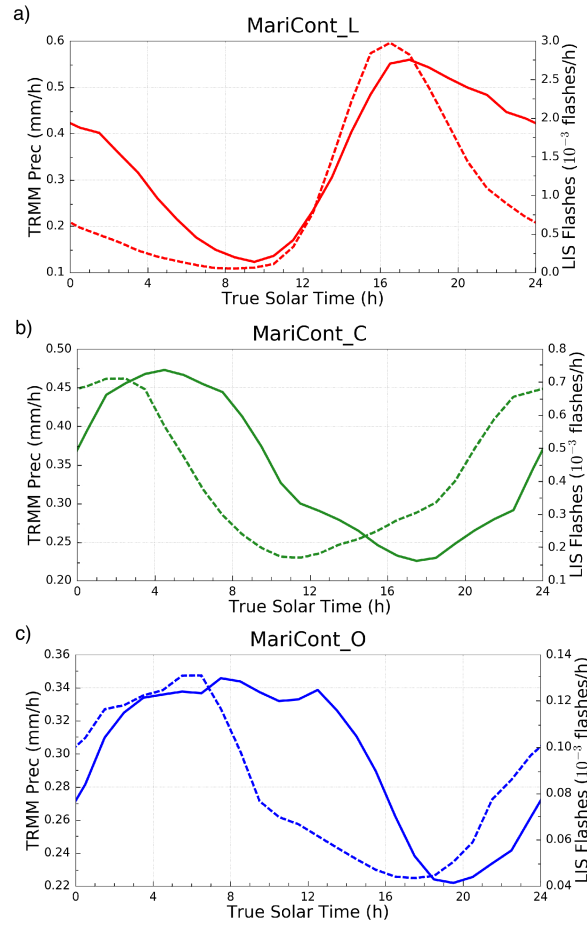 a)
MariCont_L
TRMM Prec (mm/h)
0.6
0.5
0.4
0.3
0.2
0.1
3.0
2.5
2.0
1.5
1.0
0.5
0.0
LIS Flashes (10⁻³ flashes/h)
0 4 8 12 16 20 24
True Solar Time (h)
b)
MariCont_C
TRMM Prec (mm/h)
0.50
0.45
0.40
0.35
0.30
0.25
0.20
0.8
0.7
0.6
0.5
0.4
0.3
0.2
0.1
LIS Flashes (10⁻³ flashes/h)
0 4 8 12 16 20 24
True Solar Time (h)
c)
MariCont_O
TRMM Prec (mm/h)
0.36
0.34
0.32
0.30
0.28
0.26
0.24
0.22
0.14
0.12
0.10
0.08
0.06
0.04
LIS Flashes (10⁻³ flashes/h)
0 4 8 12 16 20 24
True Solar Time (h)